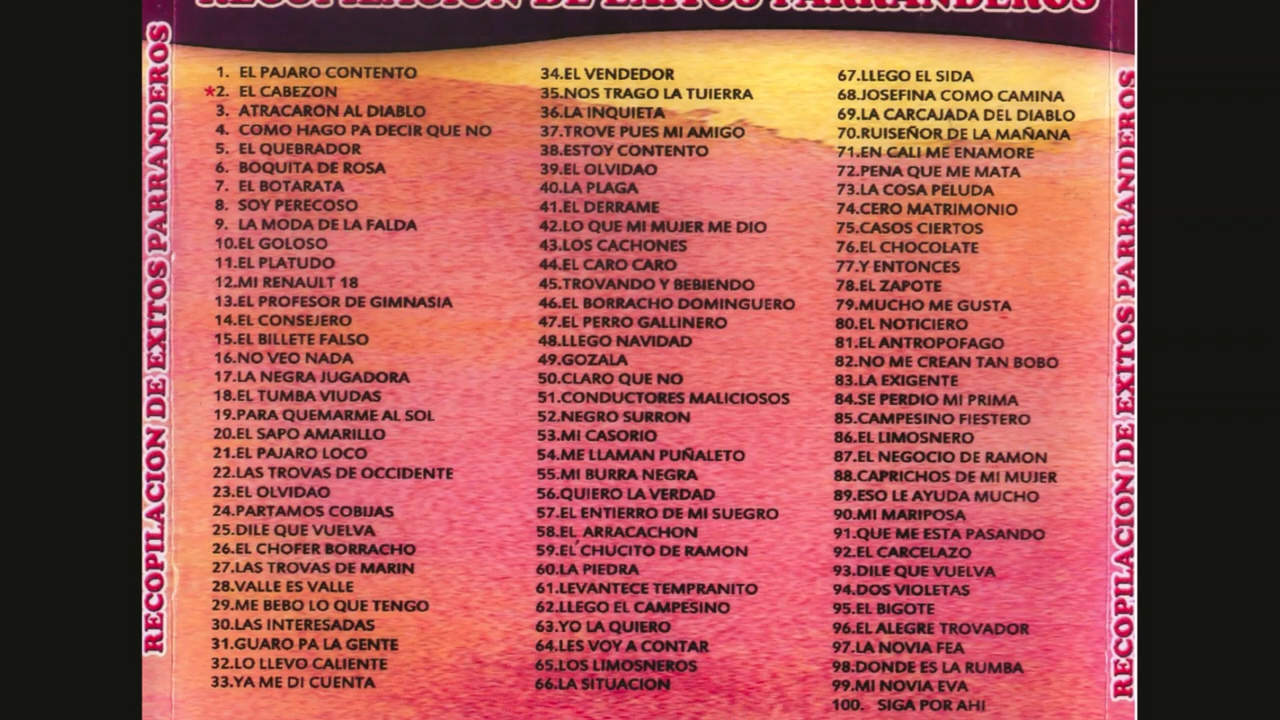 RECOPILACION DE EXITOS PARRANDEROS
RECOPILACION DE EXITOS PARRANDEROS
1. EL PAJARO CONTENTO
*2. EL CABEZON
3. ATRACARON AL DIABLO
4. COMO HAGO PA DECIR QUE NO
5. EL QUEBRADOR
6. BOQUITA DE ROSA
7. EL BOTARATA
8. SOY PERECOSO
9. LA MODA DE LA FALDA
10.EL GOLOSO
11.EL PLATUDO
12.MI RENAULT 18
13.EL PROFESOR DE GIMNASIA
14.EL CONSEJERO
15.EL BILLETE FALSO
16.NO VEO NADA
17.LA NEGRA JUGADORA
18.EL TUMBA VIUDAS
19.PARA QUEMARME AL SOL
20.EL SAPO AMARILLO
21.EL PAJARO LOCO
22.LAS TROVAS DE OCCIDENTE
23.EL OLVIDAO
24.PARTAMOS COBIJAS
25.DILE QUE VUELVA
26.EL CHOFER BORRACHO
27.LAS TROVAS DE MARIN
28.VALLE ES VALLE
29.ME BEBO LO QUE TENGO
30.LAS INTERESADAS
31.GUARO PA LA GENTE
32.LO LLEVO CALIENTE
33.YA ME DI CUENTA
34.EL VENDEDOR
35.NOS TRAGO LA TUIERRA
36.LA INQUIETA
37.TROVE PUES MI AMIGO
38.ESTOY CONTENTO
39.EL OLVIDAO
40.LA PLAGA
41.EL DERRAME
42.LO QUE MI MUJER ME DIO
43.LOS CACHONES
44.EL CARO CARO
45.TROVANDO Y BEBIENDO
46.EL BORRACHO DOMINGUERO
47.EL PERRO GALLINERO
48.LLEGO NAVIDAD
49.GOZALA
50.CLARO QUE NO
51.CONDUCTORES MALICIOSOS
52.NEGRO SURRON
53.MI CASORIO
54.ME LLAMAN PUÑALETO
55.MI BURRA NEGRA
56.QUIERO LA VERDAD
57.EL ENTIERRO DE MI SUEGRO
58.EL ARRACACHON
59.EL CHUCITO DE RAMON
60.LA PIEDRA
61.LEVANTECE TEMPRANITO
62.LLEGO EL CAMPESINO
63.YO LA QUIERO
64.LES VOY A CONTAR
65.LOS LIMOSNEROS
66.LA SITUACION
67.LLEGO EL SIDA
68.JOSEFINA COMO CAMINA
69.LA CARCAJADA DEL DIABLO
70.RUISEÑOR DE LA MAÑANA
71.EN CALI ME ENAMORE
72.PENA QUE ME MATA
73.LA COSA PELUDA
74.CERO MATRIMONIO
75.CASOS CIERTOS
76.EL CHOCOLATE
77.Y ENTONCES
78.EL ZAPOTE
79.MUCHO ME GUSTA
80.EL NOTICIERO
81.EL ANTROPOFAGO
82.NO ME CREAN TAN BOBO
83.LA EXIGENTE
84.SE PERDIO MI PRIMA
85.CAMPESINO FIESTERO
86.EL LIMOSNERO
87.EL NEGOCIO DE RAMON
88.CAPRICHOS DE MI MUJER
89.ESO LE AYUDA MUCHO
90.MI MARIPOSA
91.QUE ME ESTA PASANDO
92.EL CARCELAZO
93.DILE QUE VUELVA
94.DOS VIOLETAS
95.EL BIGOTE
96.EL ALEGRE TROVADOR
97.LA NOVIA FEA
98.DONDE ES LA RUMBA
99.MI NOVIA EVA
100. SIGA POR AHI
RECOPILACION DE EXITOS PARRANDEROS